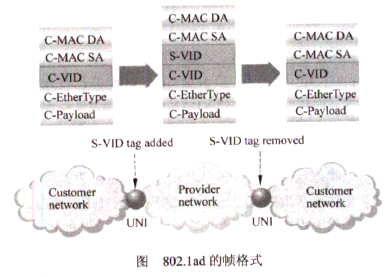 C-MAC DA
C-MAC SA
C-VID
C-EtherType
C-Payload
C-MAC DA
C-MAC SA
S-VID
C-VID
C-EtherType
C-Payload
C-MAC DA
C-MAC SA
C-VID
C-EtherType
C-Payload
S-VID tag added
S-VID tag removed
Customer
network
UNI
Provider
network
UNI
Customer
network
图 802.1ad 的帧格式